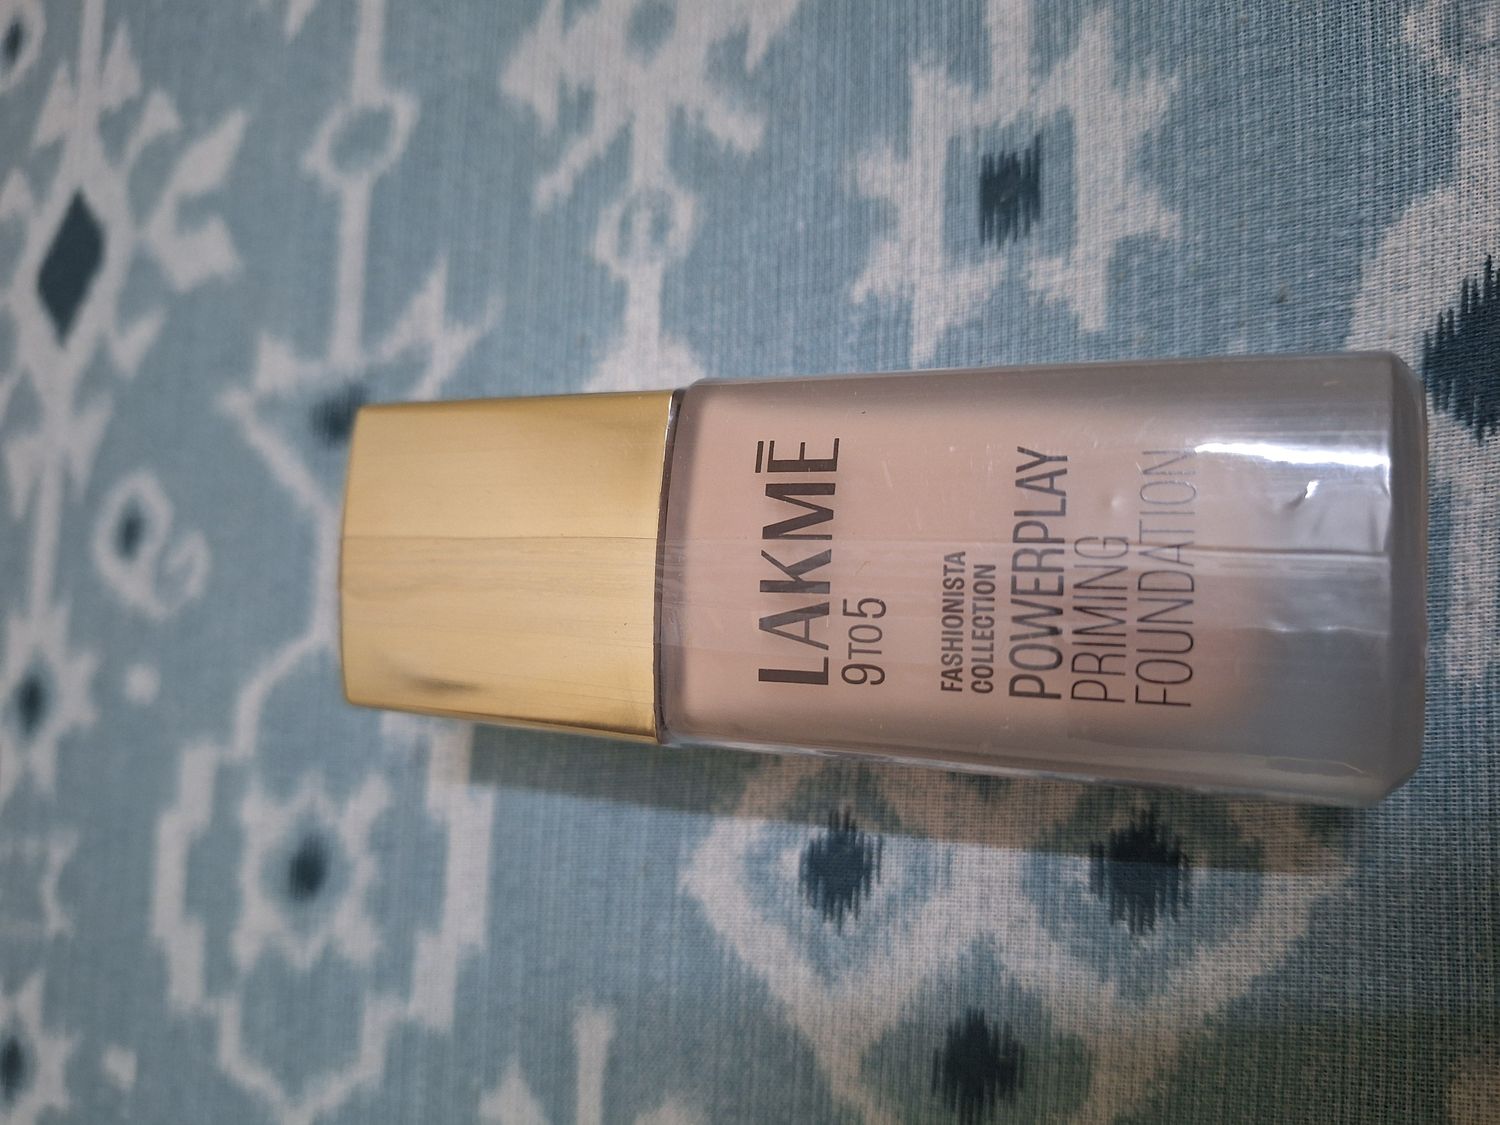 LAKMĒ
9TO5
FASHIONISTA
COLLECTION
POWERPLAY
PRIMING
FOUNDATION